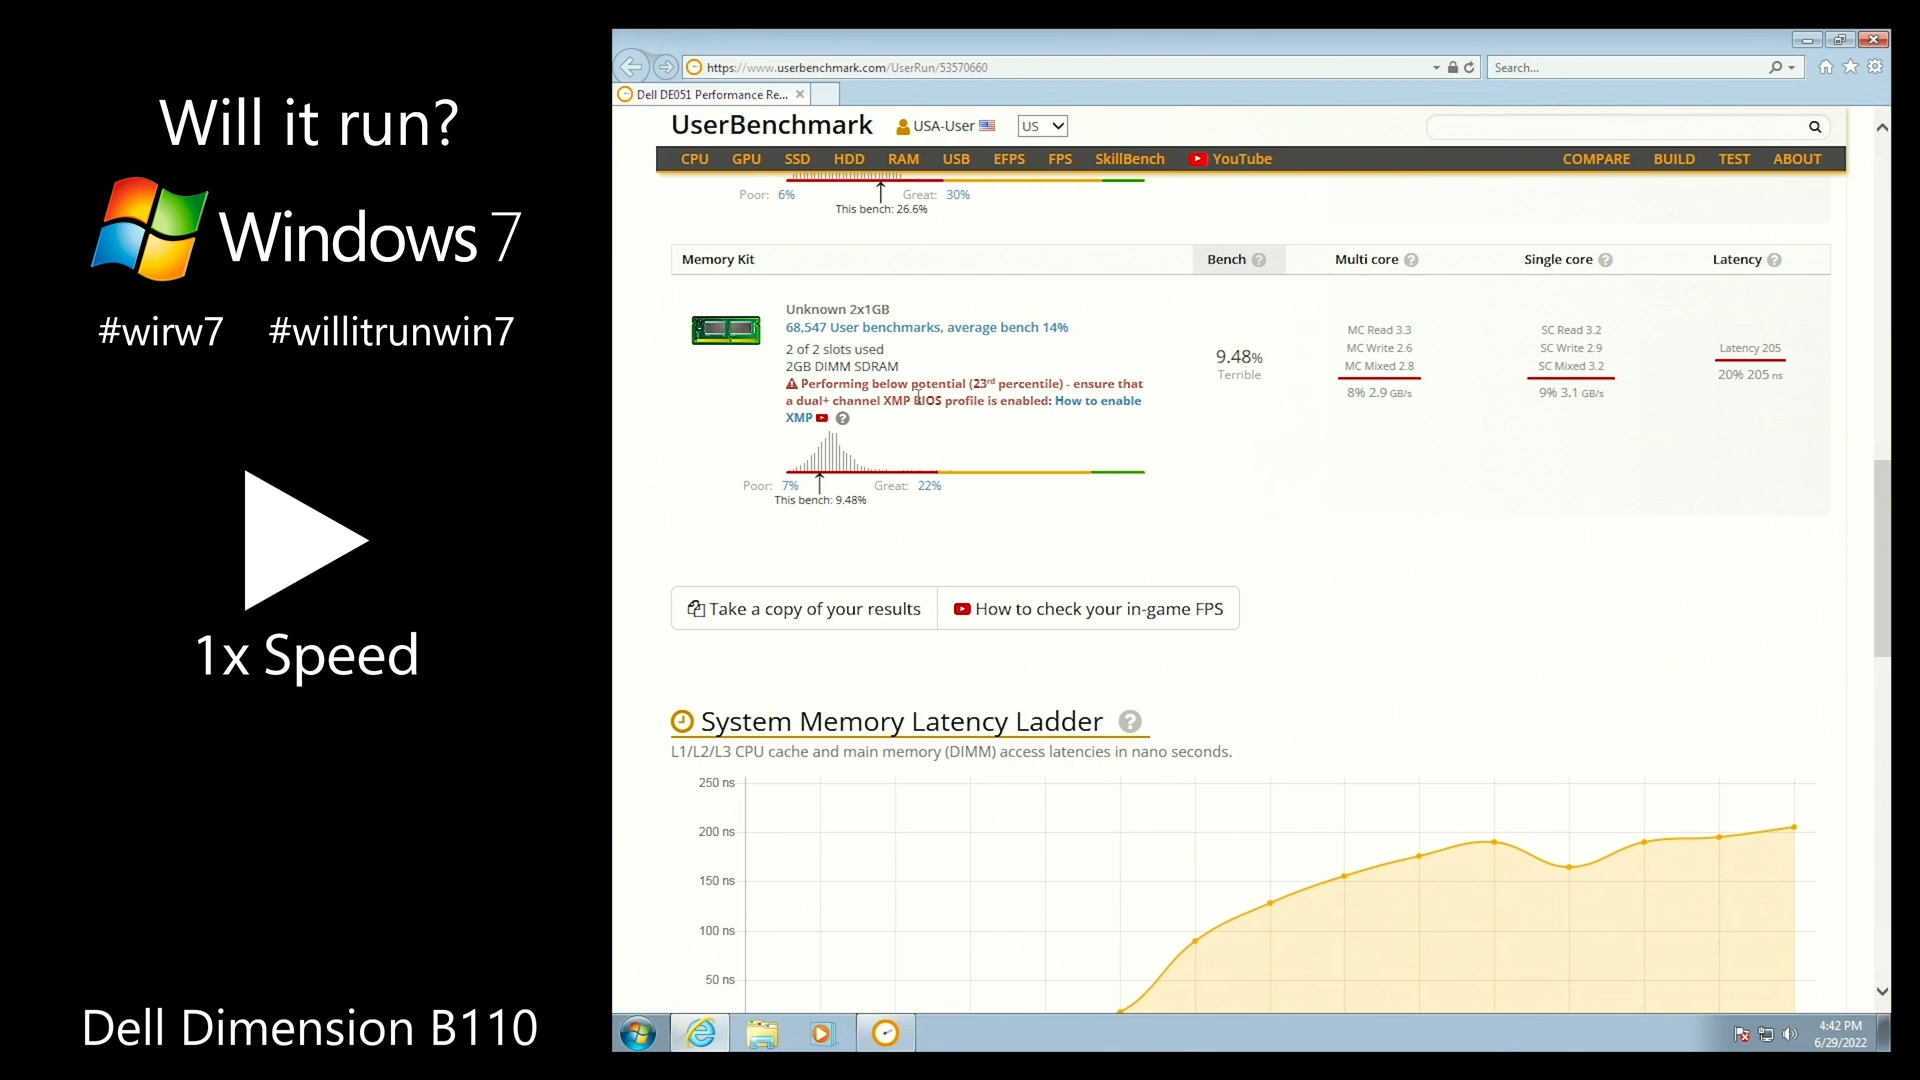 Will it run?
Windows 7
#wirw7 #willitrunwin7
1x Speed
Dell Dimension B110
https://www.userbenchmark.com/UserRun/53570660
Search...
Dell DE051 Performance Re...
UserBenchmark USA-User US
CPU GPU SSD HDD RAM USB EFPS FPS SkillBench YouTube COMPARE BUILD TEST ABOUT
Poor: 6% Great: 30%
This bench: 26.6%
Memory Kit Bench ? Multi core ? Single core ? Latency ?
Unknown 2x1GB
68,547 User benchmarks, average bench 14%
2 of 2 slots used
2GB DIMM SDRAM
Performing below potential (23rd percentile) - ensure that
a dual+ channel XMP BIOS profile is enabled: How to enable
XMP ?
9.48%
Terrible
MC Read 3.3
MC Write 2.6
MC Mixed 2.8
8% 2.9 GB/s
SC Read 3.2
SC Write 2.9
SC Mixed 3.2
9% 3.1 GB/s
Latency 205
20% 205 ns
Poor: 7% Great: 22%
This bench: 9.48%
Take a copy of your results How to check your in-game FPS
System Memory Latency Ladder ?
L1/L2/L3 CPU cache and main memory (DIMM) access latencies in nano seconds.
250 ns
200 ns
150 ns
100 ns
50 ns
4:42 PM
6/29/2022